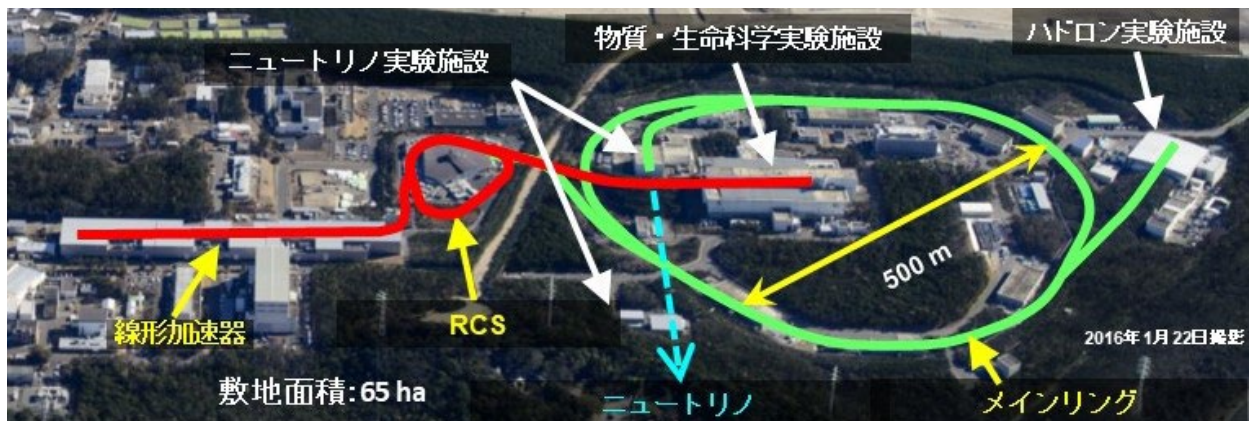 ニュートリノ実験施設
物質・生命科学実験施設
ハドロン実験施設
500 m
線形加速器
RCS
2016年1月22日撮影
敷地面積:65 ha
ニュートリノ
メインリング